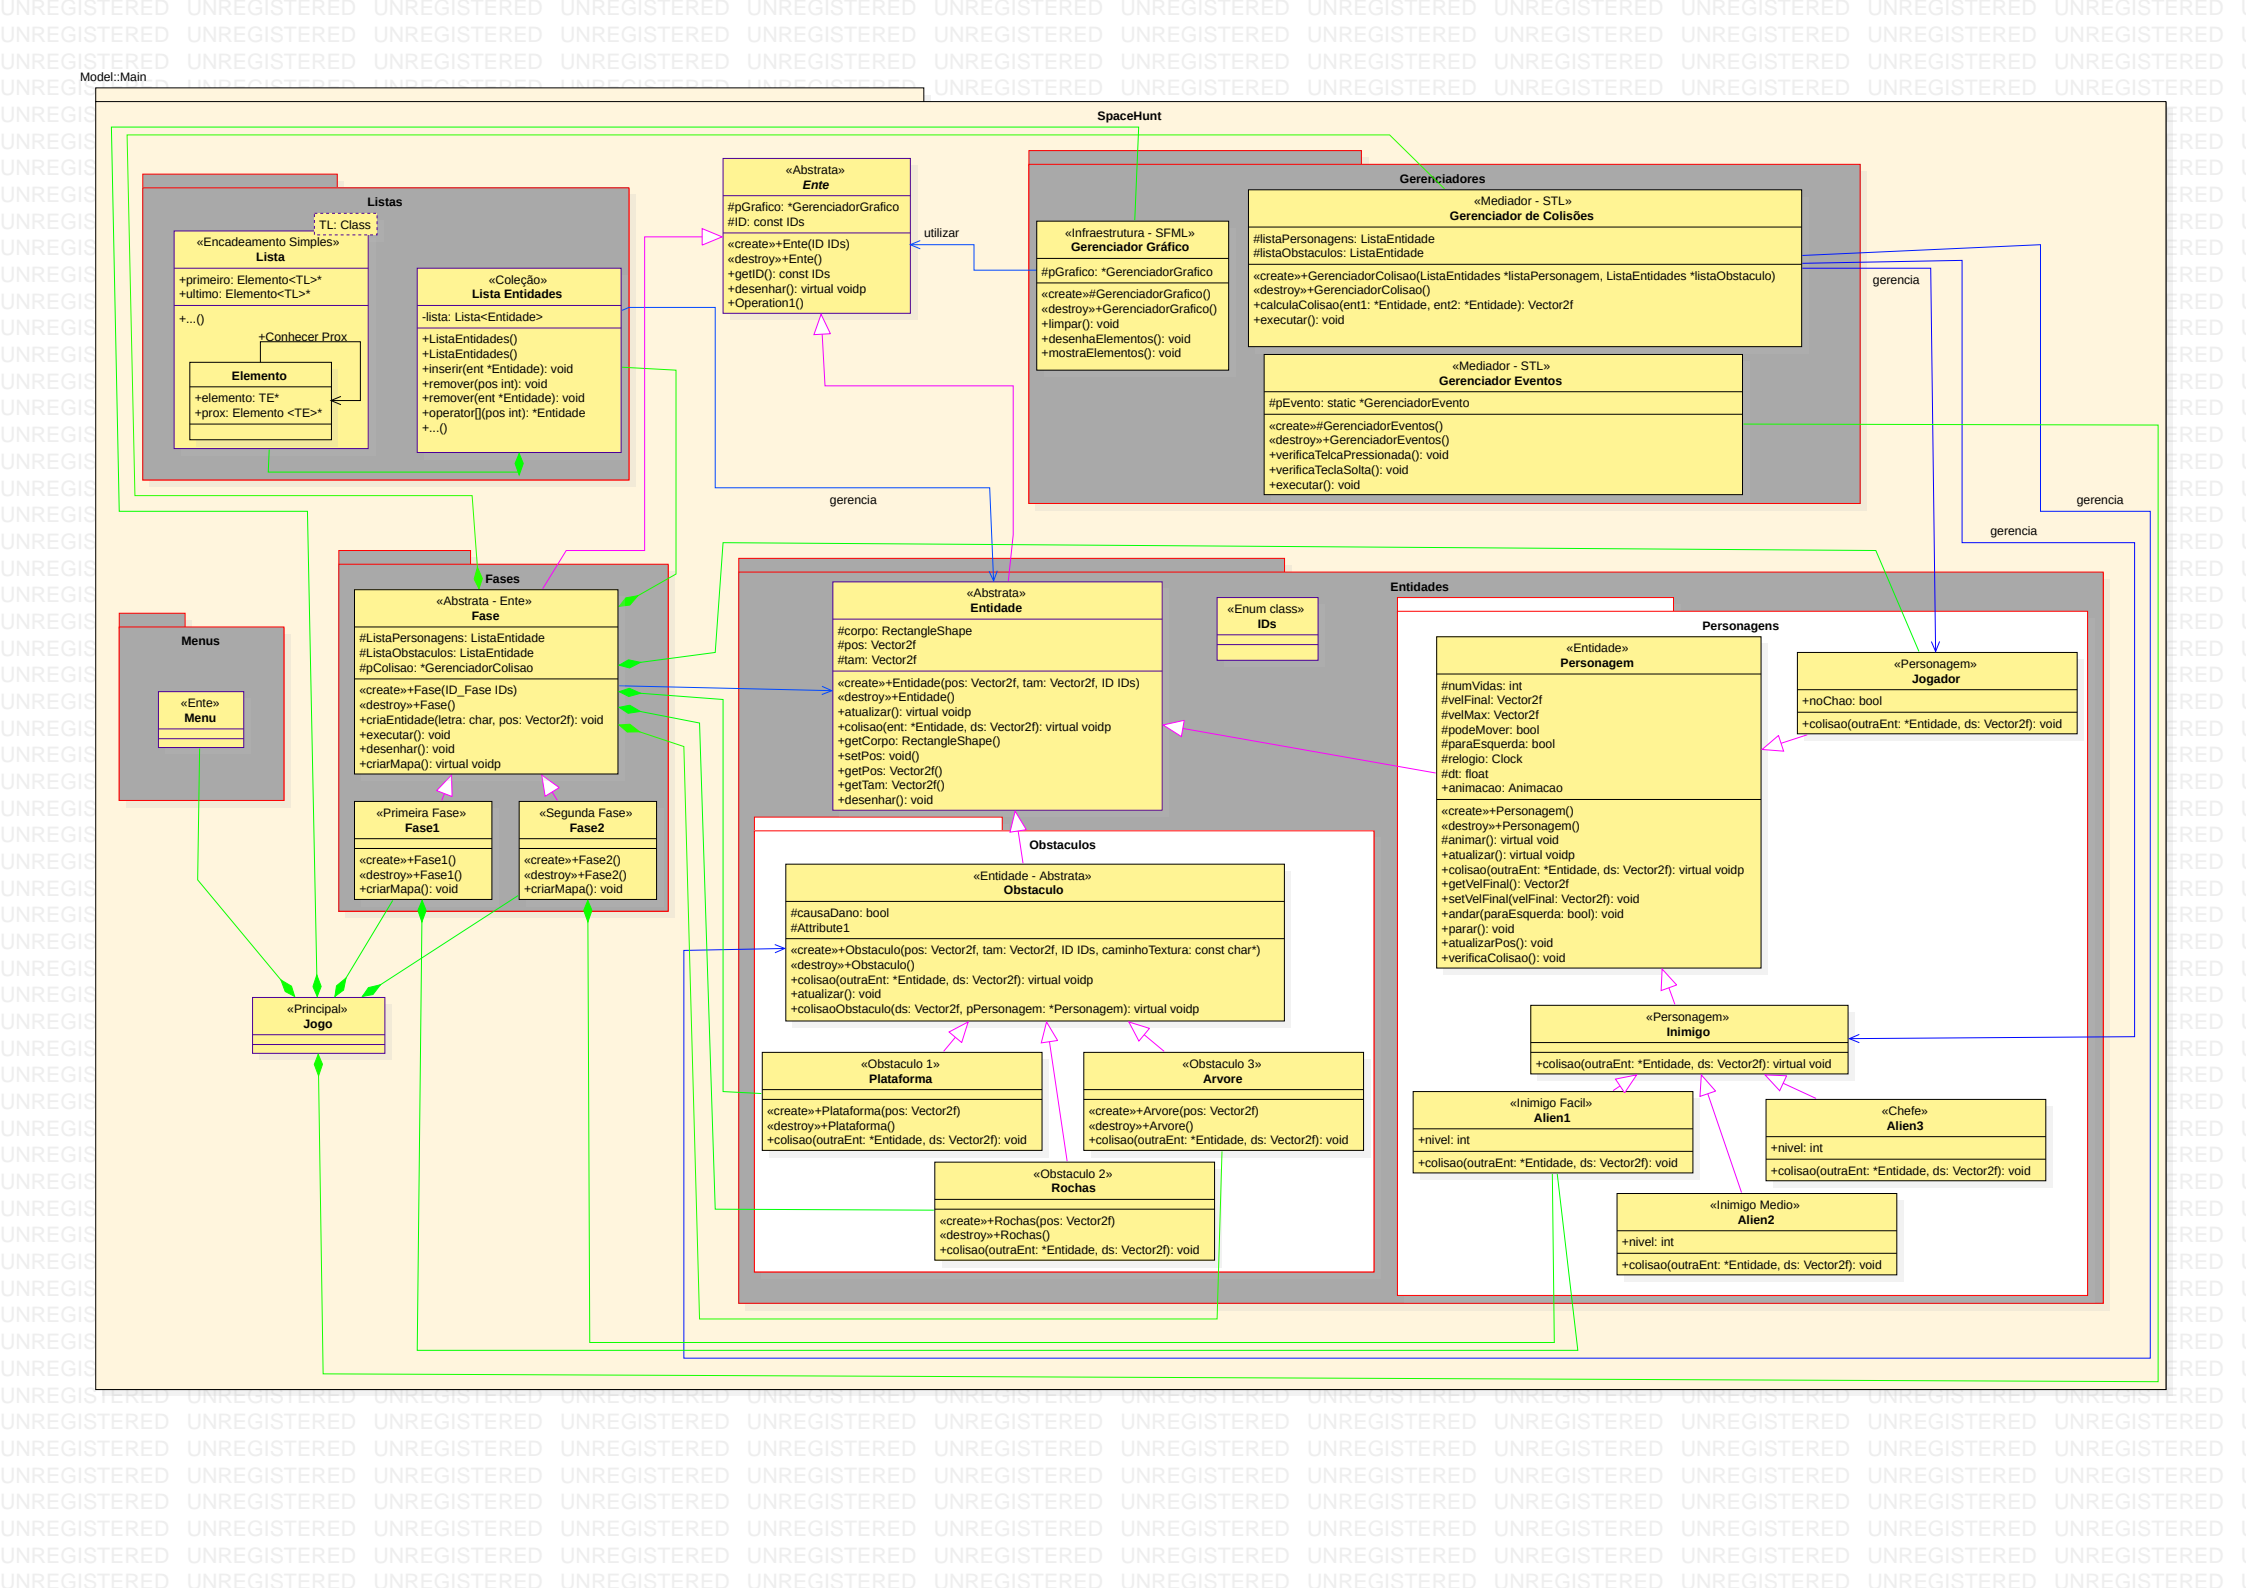 Model::Main
SpaceHunt
Listas
TL: Class
«Encadeamento Simples»
Lista
+primeiro: Elemento<TL>*
+ultimo: Elemento<TL>*
+...()
+Conhecer Prox
Elemento
+elemento: TE*
+prox: Elemento <TE>*
«Coleção»
Lista Entidades
-lista: Lista<Entidade>
+ListaEntidades()
+ListaEntidades()
+inserir(ent *Entidade): void
+remover(pos int): void
+remover(ent *Entidade): void
+operator[](pos int): *Entidade
+...()
«Abstrata»
Ente
#pGrafico: *GerenciadorGrafico
#ID: const IDs
«create»+Ente(ID IDs)
«destroy»+Ente()
+getID(): const IDs
+desenhar(): virtual voidp
+Operation1()
utilizar
Gerenciadores
«Infraestrutura - SFML»
Gerenciador Gráfico
#pGrafico: *GerenciadorGrafico
«create»#GerenciadorGrafico()
«destroy»+GerenciadorGrafico()
+limpar(): void
+desenhaElementos(): void
+mostraElementos(): void
«Mediador - STL»
Gerenciador de Colisões
#listaPersonagens: ListaEntidade
#listaObstaculos: ListaEntidade
«create»+GerenciadorColisao(ListaEntidades *listaPersonagem, ListaEntidades *listaObstaculo)
«destroy»+GerenciadorColisao()
+calculaColisao(ent1: *Entidade, ent2: *Entidade): Vector2f
+executar(): void
«Mediador - STL»
Gerenciador Eventos
#pEvento: static *GerenciadorEvento
«create»#GerenciadorEventos()
«destroy»+GerenciadorEventos()
+verificaTelcaPressionada(): void
+verificaTeclaSolta(): void
+executar(): void
gerencia
gerencia
gerencia
gerencia
Menus
«Ente»
Menu
Fases
«Abstrata - Ente»
Fase
#ListaPersonagens: ListaEntidade
#ListaObstaculos: ListaEntidade
#pColisao: *GerenciadorColisao
«create»+Fase(ID_Fase IDs)
«destroy»+Fase()
+criaEntidade(letra: char, pos: Vector2f): void
+executar(): void
+desenhar(): void
+criarMapa(): virtual voidp
«Primeira Fase»
Fase1
«create»+Fase1()
«destroy»+Fase1()
+criarMapa(): void
«Segunda Fase»
Fase2
«create»+Fase2()
«destroy»+Fase2()
+criarMapa(): void
«Principal»
Jogo
Entidades
«Abstrata»
Entidade
#corpo: RectangleShape
#pos: Vector2f
#tam: Vector2f
«create»+Entidade(pos: Vector2f, tam: Vector2f, ID IDs)
«destroy»+Entidade()
+atualizar(): virtual voidp
+colisao(ent: *Entidade, ds: Vector2f): virtual voidp
+getCorpo: RectangleShape()
+setPos: void()
+getPos: Vector2f()
+getTam: Vector2f()
+desenhar(): void
«Enum class»
IDs
Obstaculos
«Entidade - Abstrata»
Obstaculo
#causaDano: bool
#Attribute1
«create»+Obstaculo(pos: Vector2f, tam: Vector2f, ID IDs, caminhoTextura: const char*)
«destroy»+Obstaculo()
+colisao(outraEnt: *Entidade, ds: Vector2f): virtual voidp
+atualizar(): void
+colisaoObstaculo(ds: Vector2f, pPersonagem: *Personagem): virtual voidp
«Obstaculo 1»
Plataforma
«create»+Plataforma(pos: Vector2f)
«destroy»+Plataforma()
+colisao(outraEnt: *Entidade, ds: Vector2f): void
«Obstaculo 3»
Arvore
«create»+Arvore(pos: Vector2f)
«destroy»+Arvore()
+colisao(outraEnt: *Entidade, ds: Vector2f): void
«Obstaculo 2»
Rochas
«create»+Rochas(pos: Vector2f)
«destroy»+Rochas()
+colisao(outraEnt: *Entidade, ds: Vector2f): void
Personagens
«Entidade»
Personagem
#numVidas: int
#velFinal: Vector2f
#velMax: Vector2f
#podeMover: bool
#paraEsquerda: bool
#relogio: Clock
#dt: float
+animacao: Animacao
«create»+Personagem()
«destroy»+Personagem()
#animar(): virtual void
+atualizar(): virtual voidp
+colisao(outraEnt: *Entidade, ds: Vector2f): virtual voidp
+getVelFinal(): Vector2f
+setVelFinal(velFinal: Vector2f): void
+andar(paraEsquerda: bool): void
+parar(): void
+atualizarPos(): void
+verificaColisao(): void
«Personagem»
Jogador
+noChao: bool
+colisao(outraEnt: *Entidade, ds: Vector2f): void
«Personagem»
Inimigo
+colisao(outraEnt: *Entidade, ds: Vector2f): virtual void
«Inimigo Facil»
Alien1
+nivel: int
+colisao(outraEnt: *Entidade, ds: Vector2f): void
«Chefe»
Alien3
+nivel: int
+colisao(outraEnt: *Entidade, ds: Vector2f): void
«Inimigo Medio»
Alien2
+nivel: int
+colisao(outraEnt: *Entidade, ds: Vector2f): void